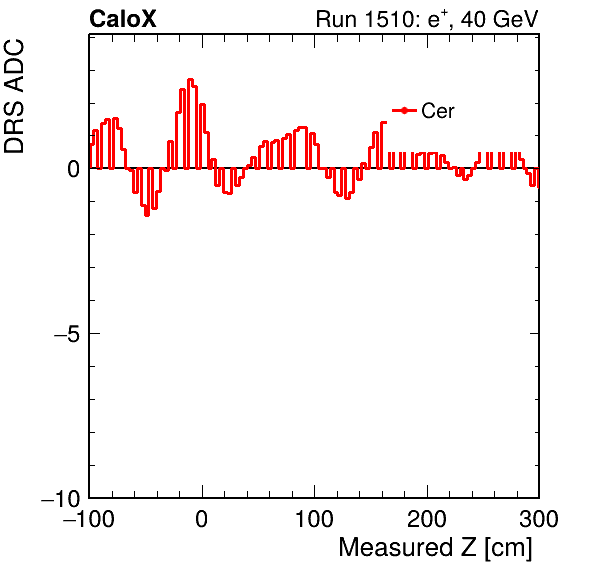 CaloX Run 1510: e⁺, 40 GeV
DRS ADC
Cer
0
−5
−10
−100 0 100 200 300
Measured Z [cm]